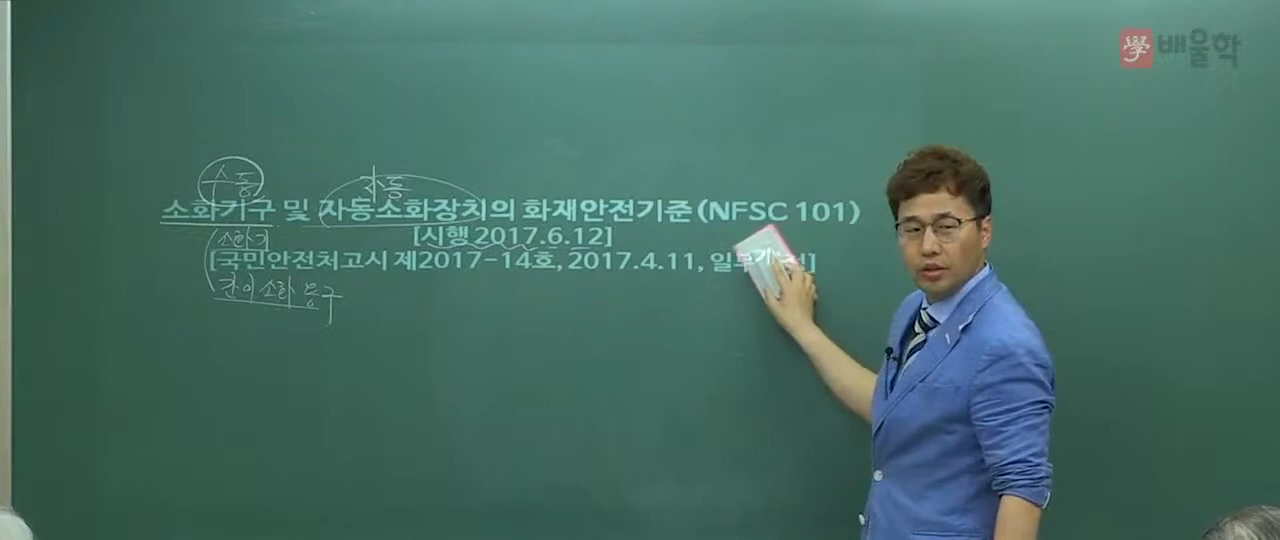 學 배울학
수동 자동
소화기구 및 자동소화장치의 화재안전기준(NFSC 101)
[시행 2017.6.12]
소화기
[국민안전처고시 제2017-14호, 2017.4.11,
간이소화용구